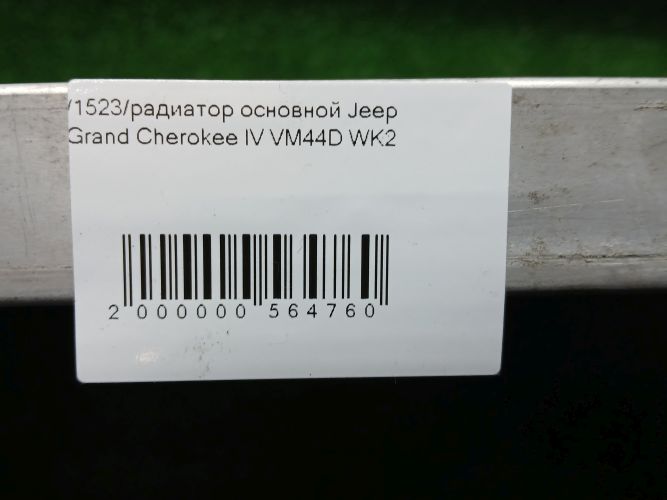 /1523/радиатор основной Jeep
Grand Cherokee IV VM44D WK2
2 000000 564760